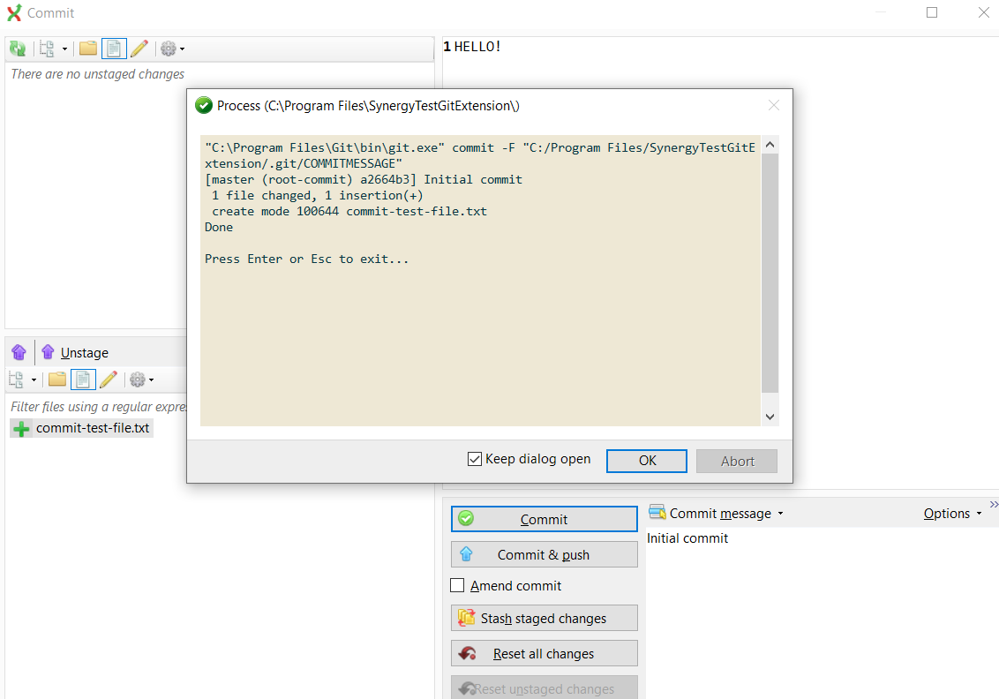 Commit
There are no unstaged changes
1 HELLO!
Process (C:\Program Files\SynergyTestGitExtension\)
"C:\Program Files\Git\bin\git.exe" commit -F "C:/Program Files/SynergyTestGitE
xtension/.git/COMMITMESSAGE"
[master (root-commit) a2664b3] Initial commit
1 file changed, 1 insertion(+)
create mode 100644 commit-test-file.txt
Done
Press Enter or Esc to exit...
Keep dialog open
OK
Abort
Unstage
Filter files using a regular expre
commit-test-file.txt
Commit
Commit & push
Amend commit
Stash staged changes
Reset all changes
Reset unstaged changes
Commit message
Options
Initial commit